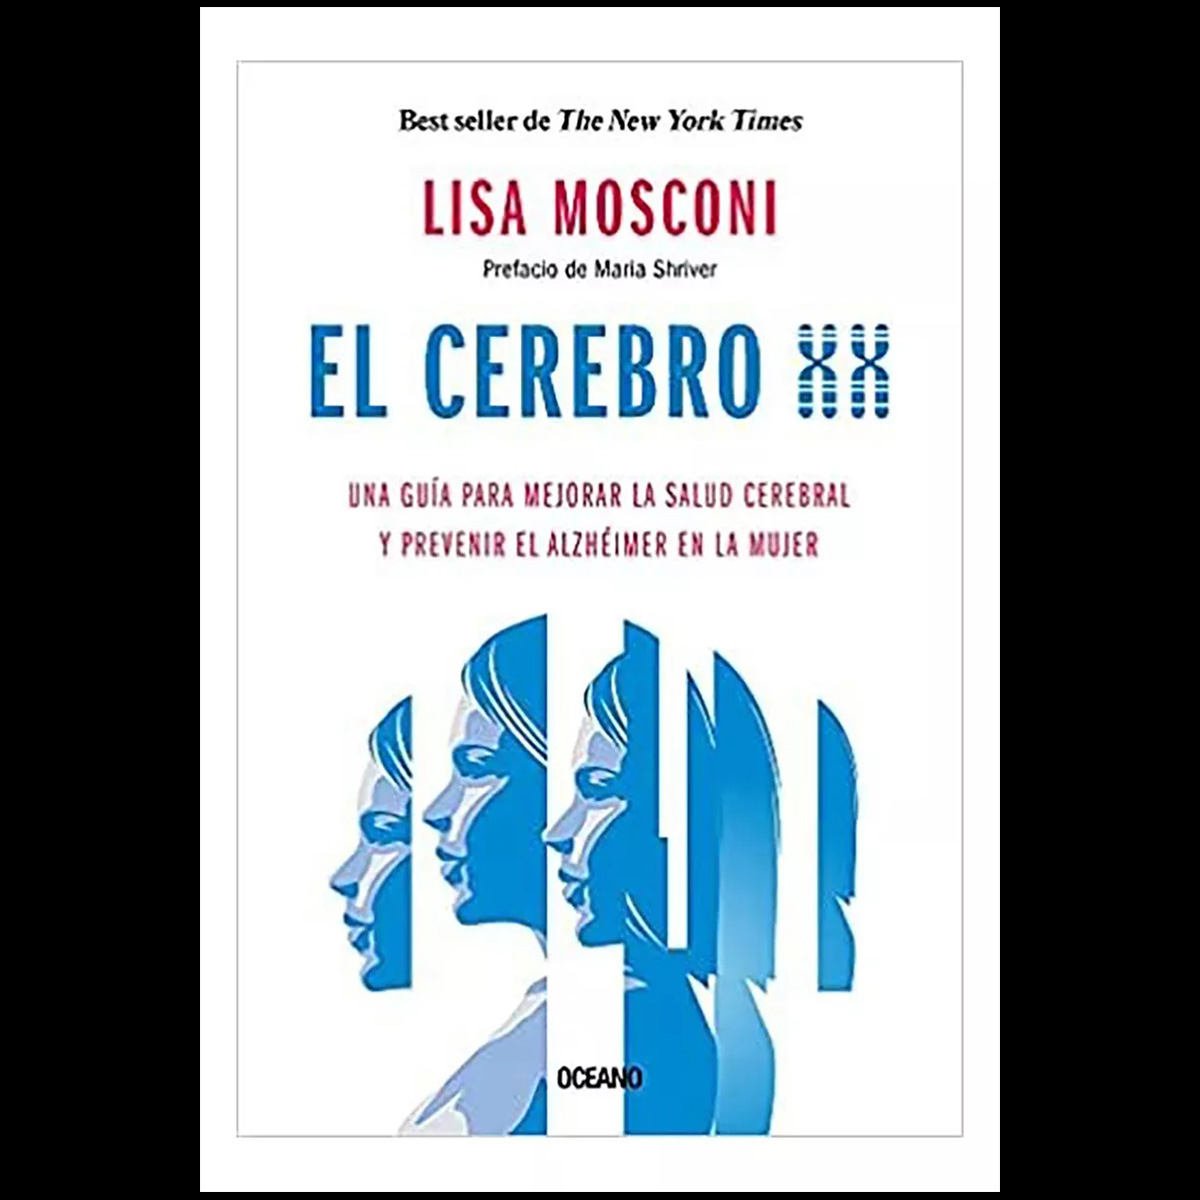 Best seller de The New York Times
LISA MOSCONI
Prefacio de Maria Shriver
EL CEREBRO XX
UNA GUÍA PARA MEJORAR LA SALUD CEREBRAL
Y PREVENIR EL ALZHÉIMER EN LA MUJER
OCEANO